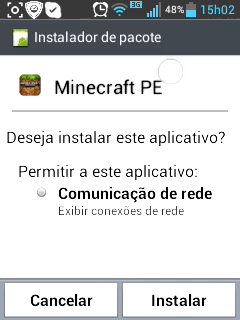 3G 48% 15h02
Instalador de pacote
Minecraft PE
Deseja instalar este aplicativo?
Permitir a este aplicativo:
Comunicação de rede
Exibir conexões de rede
Cancelar Instalar